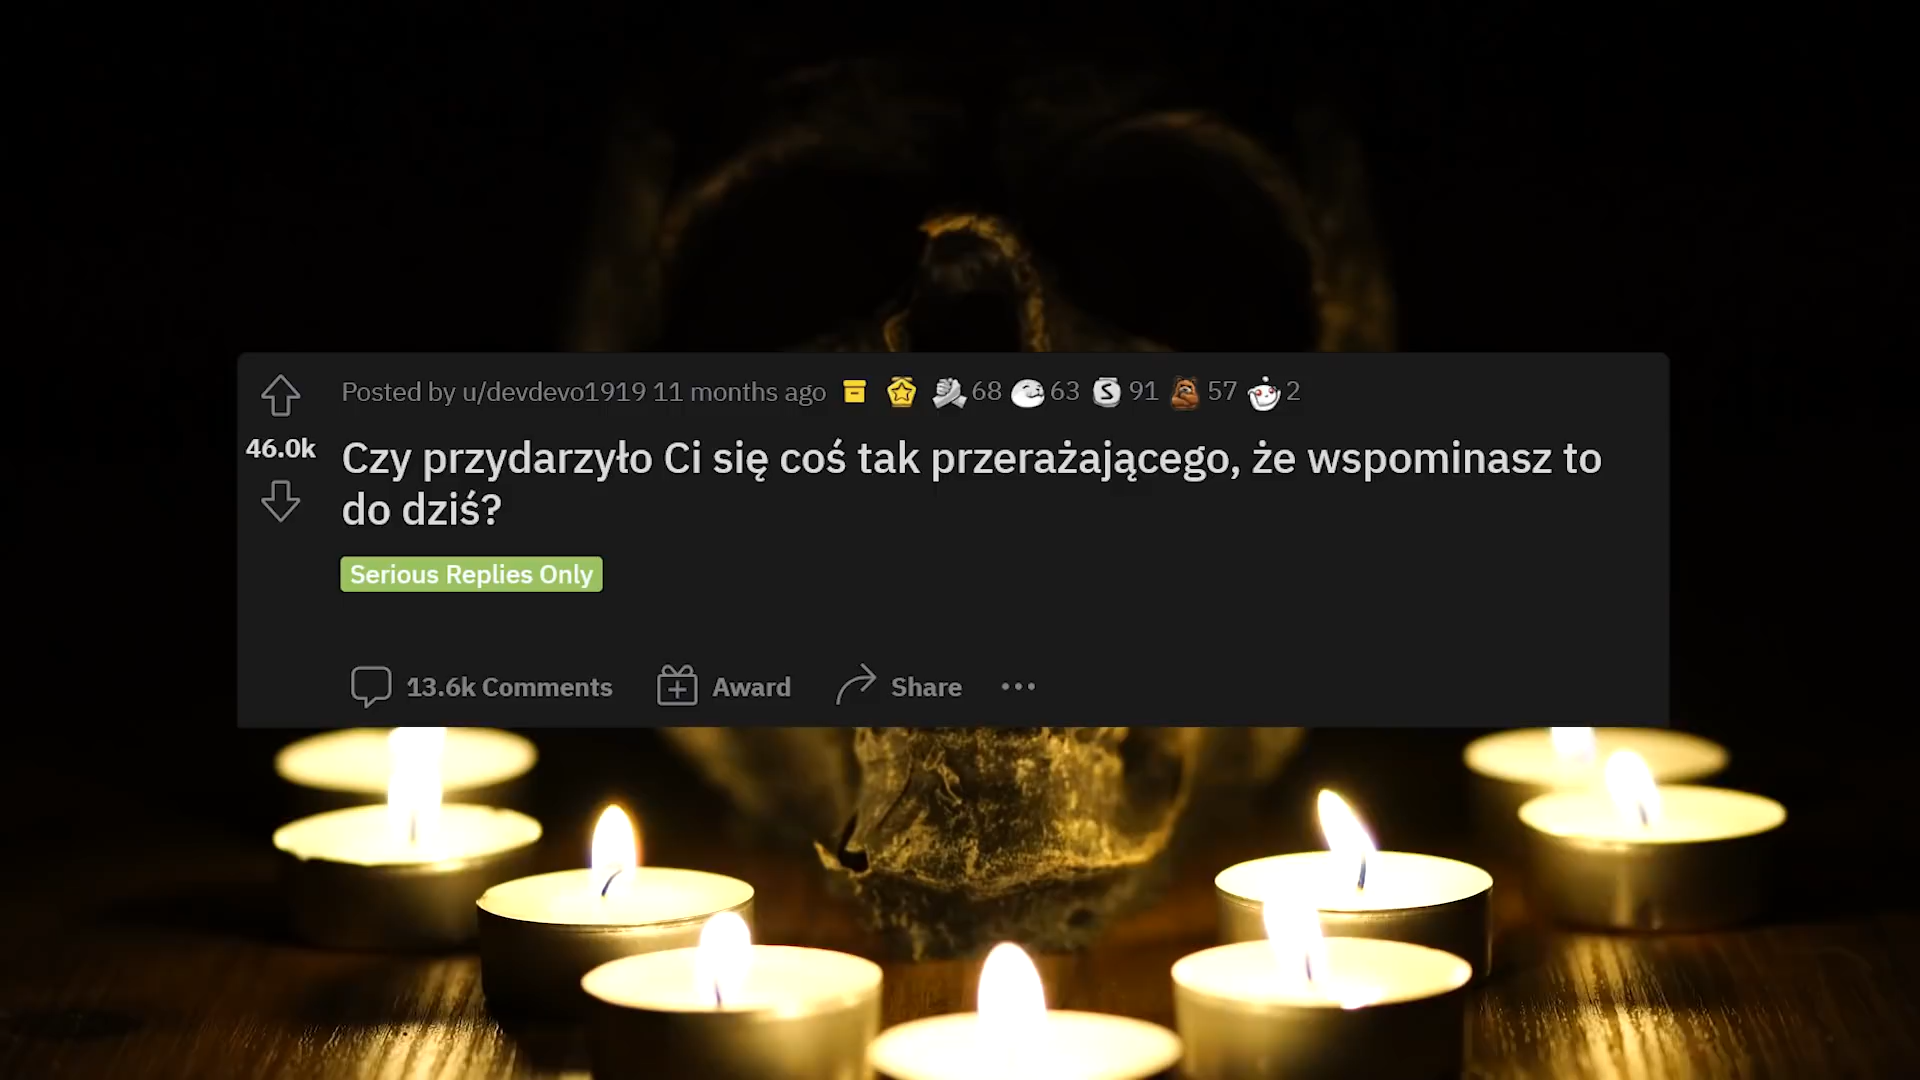 Posted by u/devdevo1919 11 months ago 68 63 S 91 57 2
46.0k
Czy przydarzyło Ci się coś tak przerażającego, że wspominasz to
do dziś?
Serious Replies Only
13.6k Comments Award Share